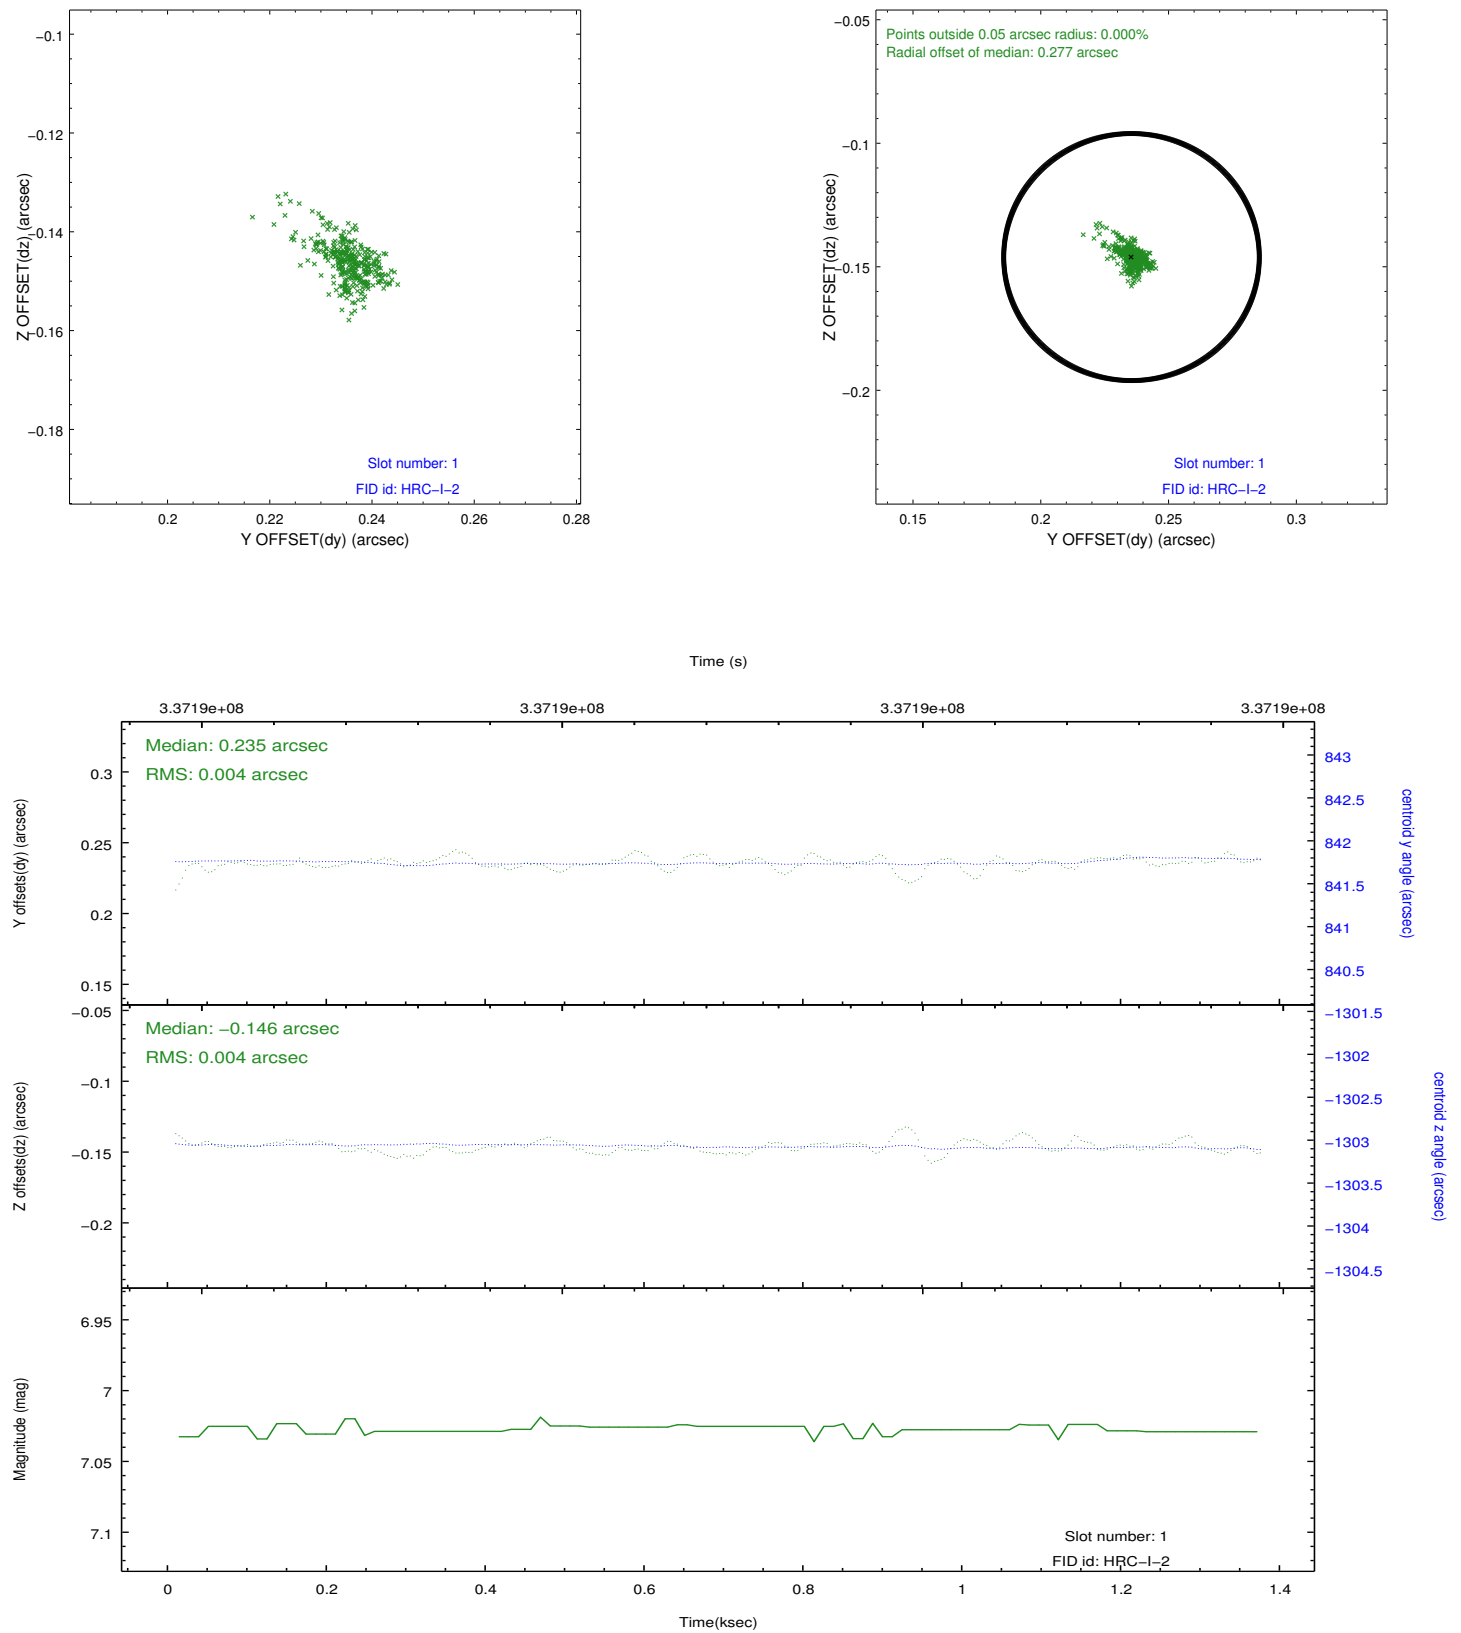 −0.1
−0.12
−0.14
−0.16
−0.18
Z OFFSET(dz) (arcsec)
Slot number: 1
FID id: HRC−I−2
0.2 0.22 0.24 0.26 0.28
Y OFFSET(dy) (arcsec)
Points outside 0.05 arcsec radius: 0.000%
Radial offset of median: 0.277 arcsec
−0.05
−0.1
−0.15
−0.2
Z OFFSET(dz) (arcsec)
Slot number: 1
FID id: HRC−I−2
0.15 0.2 0.25 0.3
Y OFFSET(dy) (arcsec)
Time (s)
3.3719e+08 3.3719e+08 3.3719e+08 3.3719e+08
Median: 0.235 arcsec
RMS: 0.004 arcsec
0.3
0.25
0.2
0.15
Y offsets(dy) (arcsec)
843
842.5
842
841.5
841
840.5
centroid y angle (arcsec)
Median: −0.146 arcsec
RMS: 0.004 arcsec
−0.05
−0.1
−0.15
−0.2
Z offsets(dz) (arcsec)
−1301.5
−1302
−1302.5
−1303
−1303.5
−1304
−1304.5
centroid z angle (arcsec)
6.95
7
7.05
7.1
Magnitude (mag)
Slot number: 1
FID id: HRC−I−2
0 0.2 0.4 0.6 0.8 1 1.2 1.4
Time(ksec)